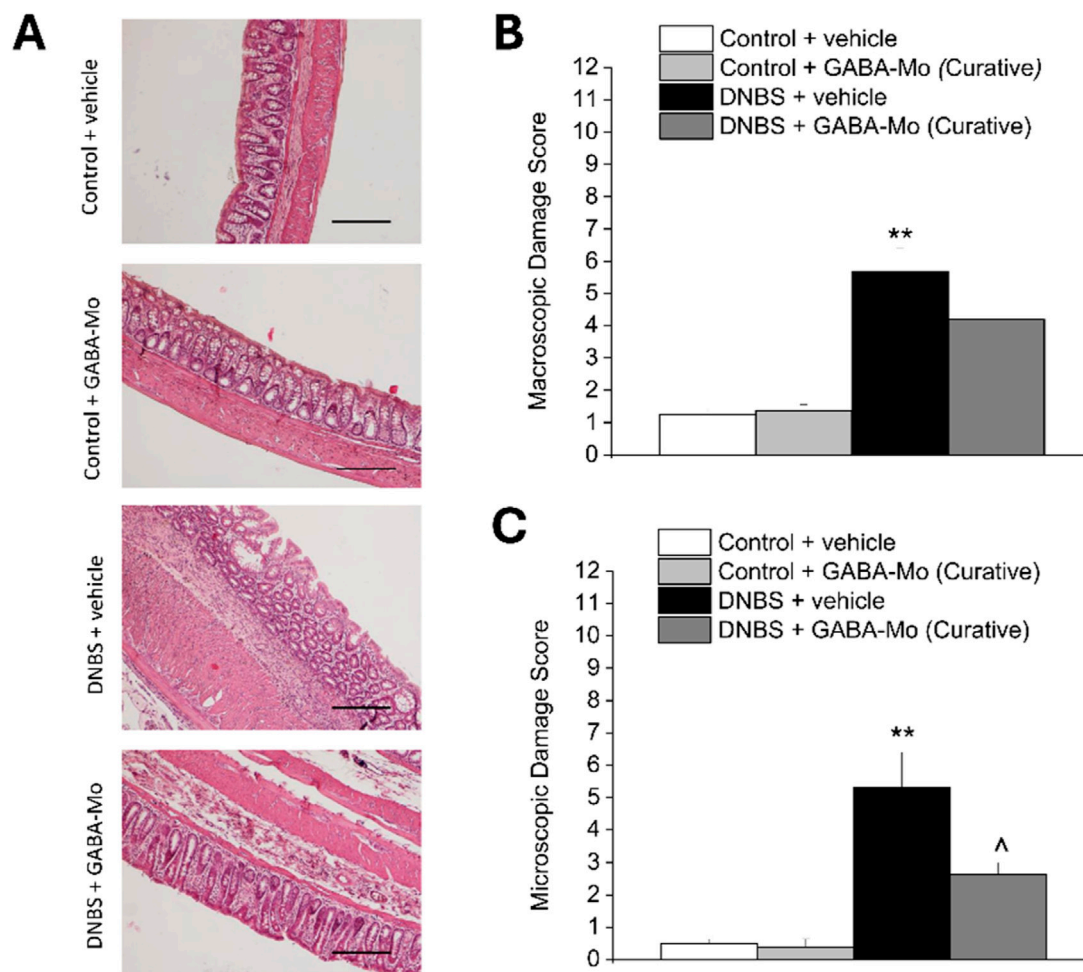 A
Control + vehicle
Control + GABA-Mo
DNBS + vehicle
DNBS + GABA-Mo
B
Control + vehicle
Control + GABA-Mo (Curative)
DNBS + vehicle
DNBS + GABA-Mo (Curative)
Macroscopic Damage Score
12
11
10
9
8
7
6
5
4
3
2
1
0
**
C
Control + vehicle
Control + GABA-Mo (Curative)
DNBS + vehicle
DNBS + GABA-Mo (Curative)
Microscopic Damage Score
12
11
10
9
8
7
6
5
4
3
2
1
0
**
^